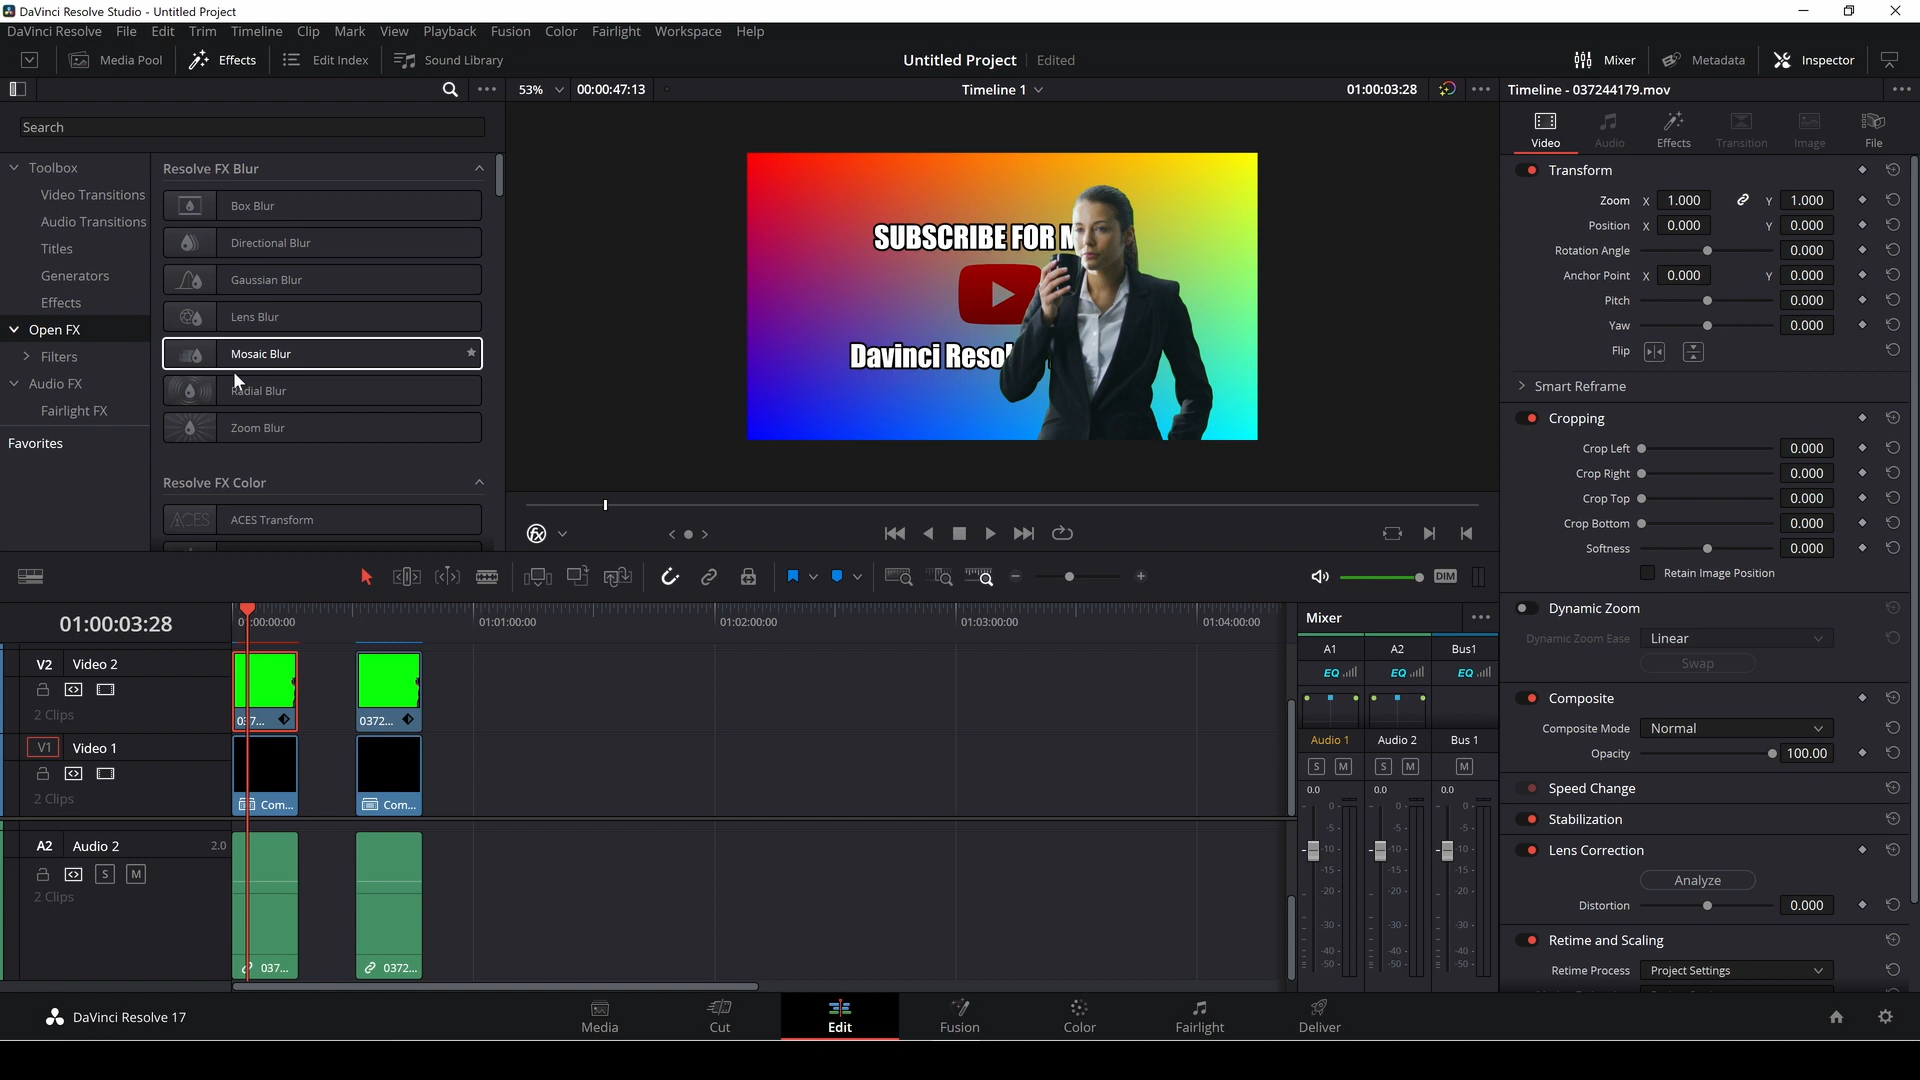 DaVinci Resolve Studio - Untitled Project
DaVinci Resolve File Edit Trim Timeline Clip Mark View Playback Fusion Color Fairlight Workspace Help
Media Pool Effects Edit Index Sound Library Untitled Project Edited Mixer Metadata Inspector
53% 00:00:47:13 Timeline 1 01:00:03:28 Timeline - 037244179.mov
Search
Toolbox
Video Transitions
Audio Transitions
Titles
Generators
Effects
Open FX
Filters
Audio FX
Fairlight FX
Favorites
Resolve FX Blur
Box Blur
Directional Blur
Gaussian Blur
Lens Blur
Mosaic Blur
Radial Blur
Zoom Blur
Resolve FX Color
ACES ACES Transform
SUBSCRIBE FOR M
Davinci Resol
Video Audio Effects Transition Image File
Transform
Zoom X 1.000 Y 1.000
Position X 0.000 Y 0.000
Rotation Angle 0.000
Anchor Point X 0.000 Y 0.000
Pitch 0.000
Yaw 0.000
Flip
Smart Reframe
Cropping
Crop Left 0.000
Crop Right 0.000
Crop Top 0.000
Crop Bottom 0.000
Softness 0.000
Retain Image Position
Dynamic Zoom
Dynamic Zoom Ease Linear
Swap
Composite
Composite Mode Normal
Opacity 100.00
Speed Change
Stabilization
Lens Correction
Analyze
Distortion 0.000
Retime and Scaling
Retime Process Project Settings
fx
DIM
01:00:03:28 01:00:00:00 01:01:00:00 01:02:00:00 01:03:00:00 01:04:00:00
V2 Video 2
2 Clips
037... 0372...
V1 Video 1
2 Clips
Com... Com...
A2 Audio 2 2.0
S M
2 Clips
037... 0372...
Mixer
A1 A2 Bus1
EQ EQ EQ
Audio 1 Audio 2 Bus 1
S M S M M
0.0 0.0 0.0
0- 0- 0-
-5- -5- -5-
-10- -10- -10-
-15- -15- -15-
-20- -20- -20-
-30- -30- -30-
-40- -40- -40-
-50- -50- -50-
DaVinci Resolve 17 Media Cut Edit Fusion Color Fairlight Deliver